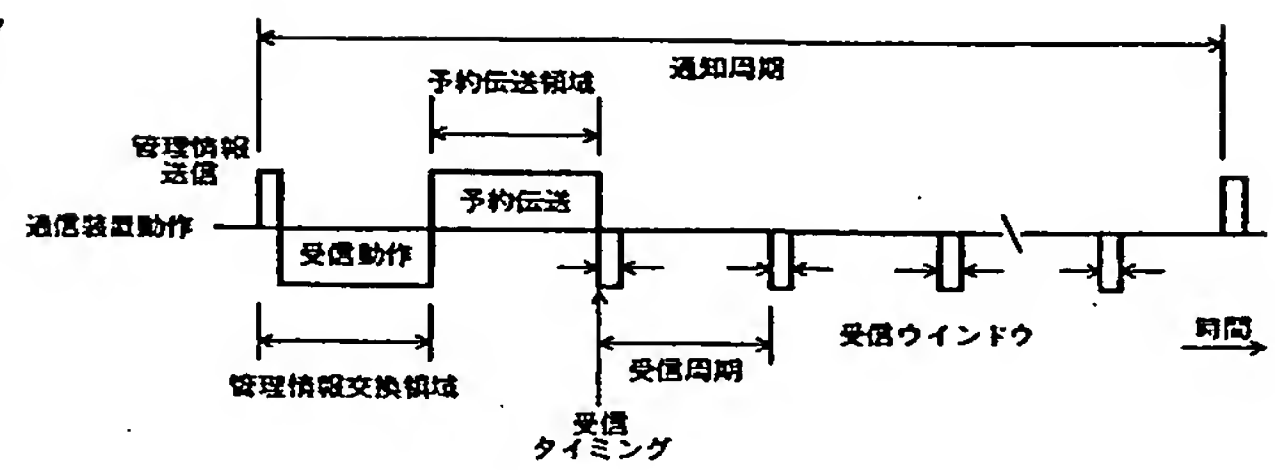 通知周期
予約伝送領域
管理情報
送信
予約伝送
通信装置動作
受信動作
受信ウインドウ
時間
受信周期
管理情報交換領域
受信
タイミング